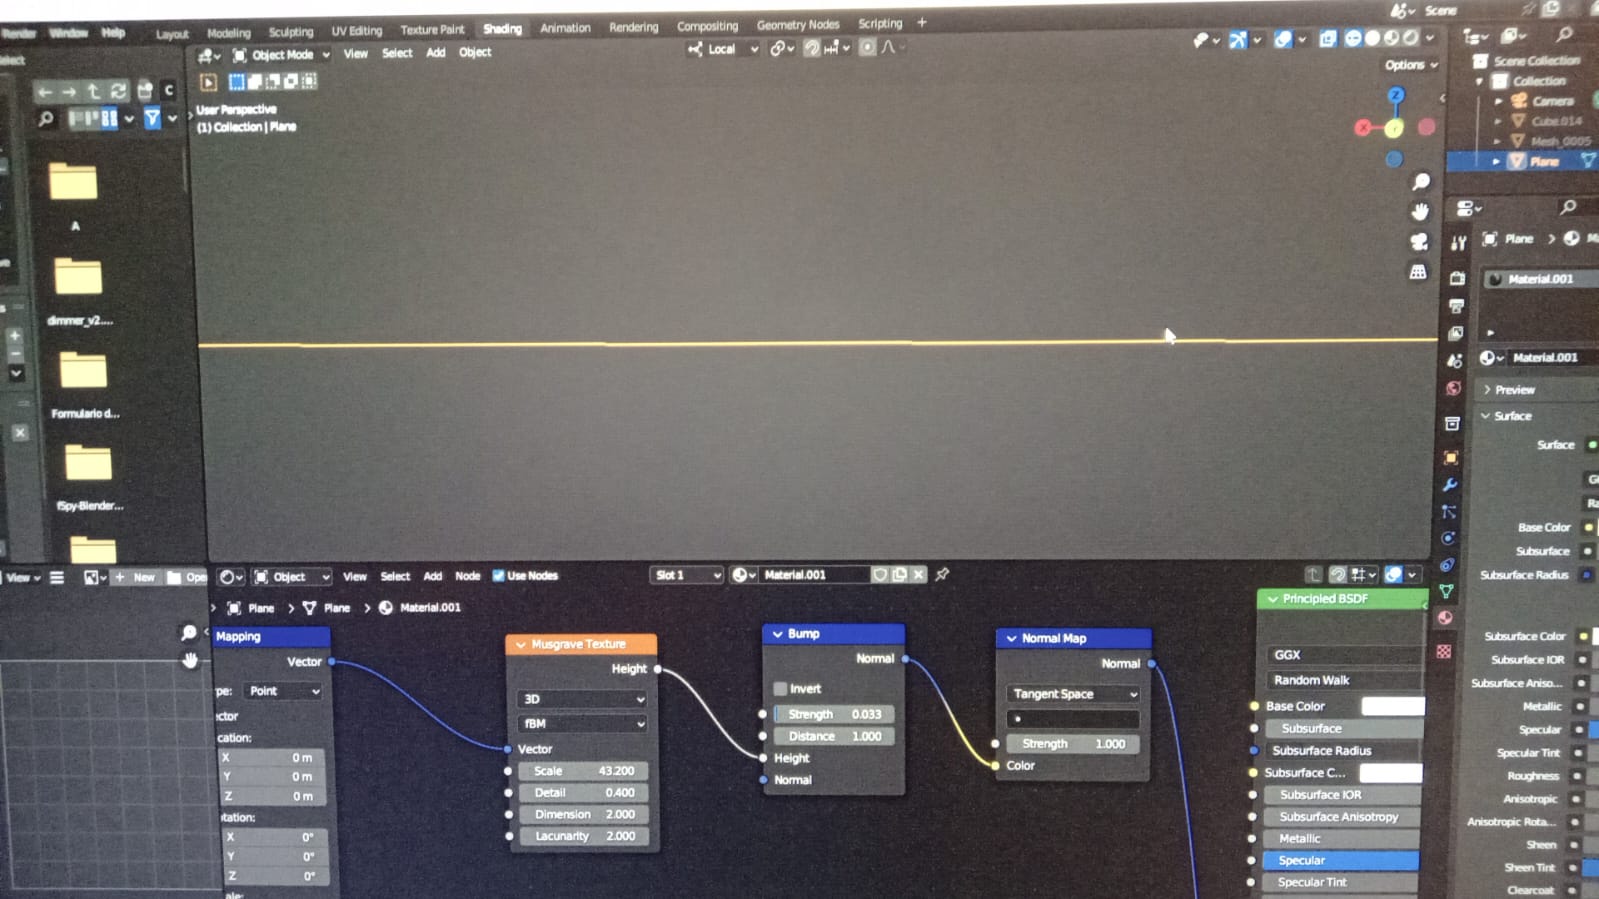 Render Window Help Layout Modeling Sculpting UV Editing Texture Paint Shading Animation Rendering Compositing Geometry Nodes Scripting + Scene
Object Mode View Select Add Object Local
Options
User Perspective
(1) Collection | Plane
Z
X
Y
A
dimmer_v2....
Formulario d...
fSpy-Blender...
Scene Collection
Collection
Camera
Cube.014
Mesh_0005
Plane
Plane >
Material.001
Material.001
Preview
Surface
Surface
Base Color
Subsurface
Subsurface Radius
Subsurface Color
Subsurface IOR
Subsurface Aniso...
Metallic
Specular
Specular Tint
Roughness
Anisotropic
Anisotropic Rota...
Sheen
Sheen Tint
Clearcoat
View + New Ope
Object View Select Add Node Use Nodes Slot 1 Material.001
Plane > Plane > Material.001
Mapping
Vector
pe: Point
ctor
cation:
X 0 m
Y 0 m
Z 0 m
tation:
X 0°
Y 0°
Z 0°
Musgrave Texture
Height
3D
fBM
Vector
Scale 43.200
Detail 0.400
Dimension 2.000
Lacunarity 2.000
Bump
Normal
Invert
Strength 0.033
Distance 1.000
Height
Normal
Normal Map
Normal
Tangent Space
Strength 1.000
Color
Principled BSDF
GGX
Random Walk
Base Color
Subsurface
Subsurface Radius
Subsurface C...
Subsurface IOR
Subsurface Anisotropy
Metallic
Specular
Specular Tint